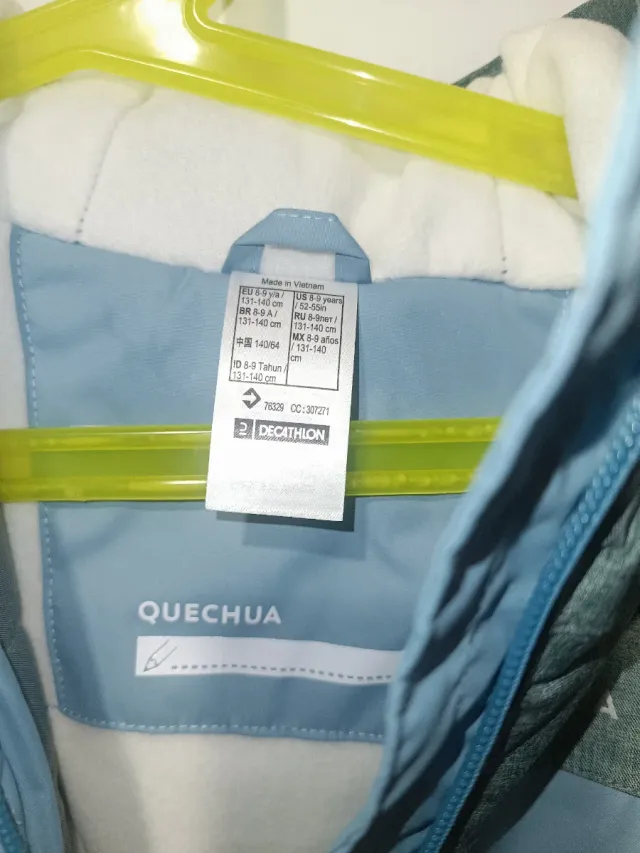 Made in Vietnam
EU 8-9 y/a /
131-140 cm
BR 8-9 A /
131-140 cm
中国 140/64
ID 8-9 Tahun /
131-140 cm
US 8-9 years
/ 52-55in
RU 8-9лет /
131-140 cm
MX 8-9 años
/ 131-140
cm
76329 CC:307271
DECATHLON
QUECHUA
A